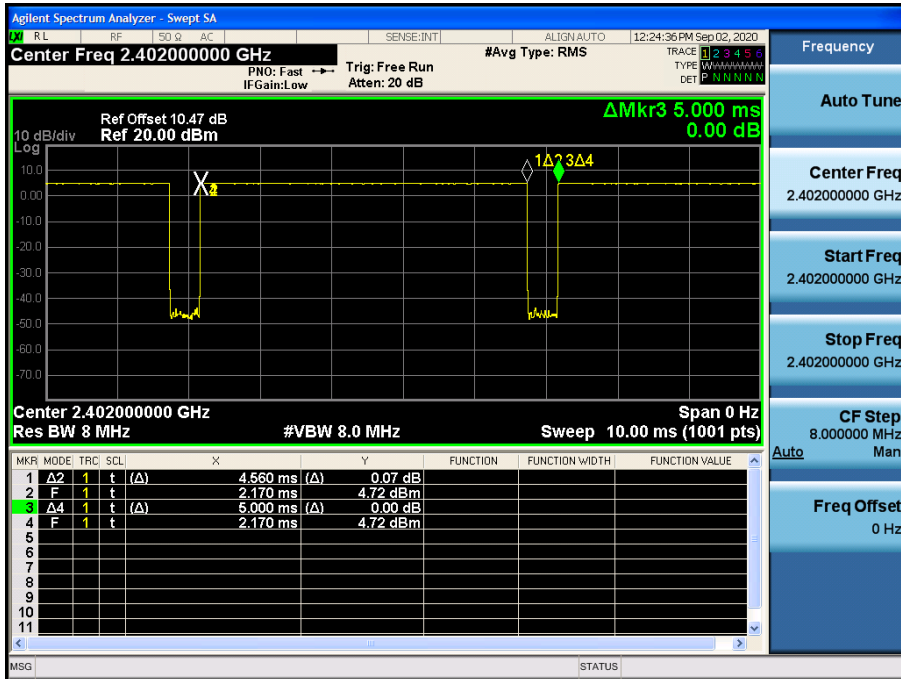 Agilent Spectrum Analyzer - Swept SA
LXI RL RF 50 Ω AC SENSE:INT ALIGN AUTO 12:24:36 PM Sep 02, 2020
Center Freq 2.402000000 GHz #Avg Type: RMS TRACE 1 2 3 4 5 6
PNO: Fast Trig: Free Run TYPE WWWWWW
IFGain:Low Atten: 20 dB DET P N N N N N
Frequency
ΔMkr3 5.000 ms
0.00 dB
Ref Offset 10.47 dB
10 dB/div Ref 20.00 dBm
Log
1Δ2 3Δ4
10.0
0.00
-10.0
-20.0
-30.0
-40.0
-50.0
-60.0
-70.0
Center 2.402000000 GHz Span 0 Hz
Res BW 8 MHz #VBW 8.0 MHz Sweep 10.00 ms (1001 pts)
MKR MODE TRC SCL X Y FUNCTION FUNCTION WIDTH FUNCTION VALUE
1 Δ2 1 t (Δ) 4.560 ms (Δ) 0.07 dB
2 F 1 t 2.170 ms 4.72 dBm
3 Δ4 1 t (Δ) 5.000 ms (Δ) 0.00 dB
4 F 1 t 2.170 ms 4.72 dBm
5
6
7
8
9
10
11
MSG STATUS
Auto Tune
Center Freq
2.402000000 GHz
Start Freq
2.402000000 GHz
Stop Freq
2.402000000 GHz
CF Step
8.000000 MHz
Auto Man
Freq Offset
0 Hz